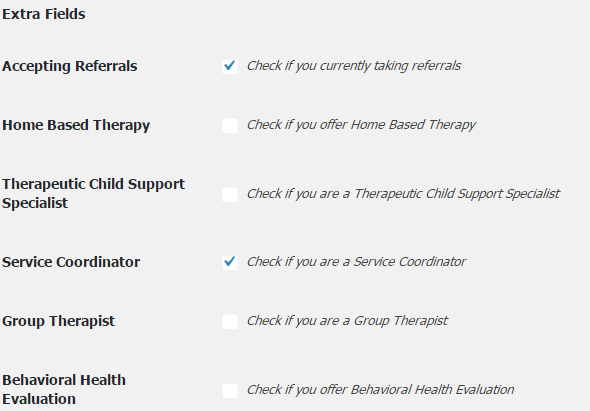 Extra Fields
Accepting Referrals Check if you currently taking referrals
Home Based Therapy Check if you offer Home Based Therapy
Therapeutic Child Support
Specialist
Check if you are a Therapeutic Child Support Specialist
Service Coordinator Check if you are a Service Coordinator
Group Therapist Check if you are a Group Therapist
Behavioral Health
Evaluation
Check if you offer Behavioral Health Evaluation